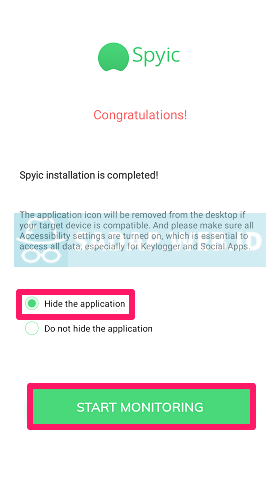 Spyic
Congratulations!
Spyic installation is completed!
The application icon will be removed from the desktop if
your target device is compatible. And please make sure all
Accessibility settings are turned on, which is essential to
access all data, especially for Keylogger and Social Apps.
Hide the application
Do not hide the application
START MONITORING